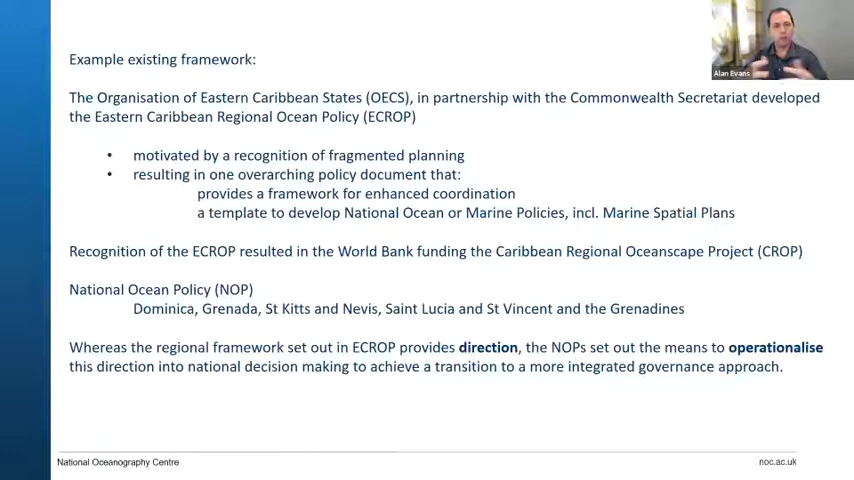 Example existing framework:
The Organisation of Eastern Caribbean States (OECS), in partnership with the Commonwealth Secretariat developed
the Eastern Caribbean Regional Ocean Policy (ECROP)
• motivated by a recognition of fragmented planning
• resulting in one overarching policy document that:
provides a framework for enhanced coordination
a template to develop National Ocean or Marine Policies, incl. Marine Spatial Plans
Recognition of the ECROP resulted in the World Bank funding the Caribbean Regional Oceanscape Project (CROP)
National Ocean Policy (NOP)
Dominica, Grenada, St Kitts and Nevis, Saint Lucia and St Vincent and the Grenadines
Whereas the regional framework set out in ECROP provides direction, the NOPs set out the means to operationalise
this direction into national decision making to achieve a transition to a more integrated governance approach.
National Oceanography Centre
noc.ac.uk
Alan Evans